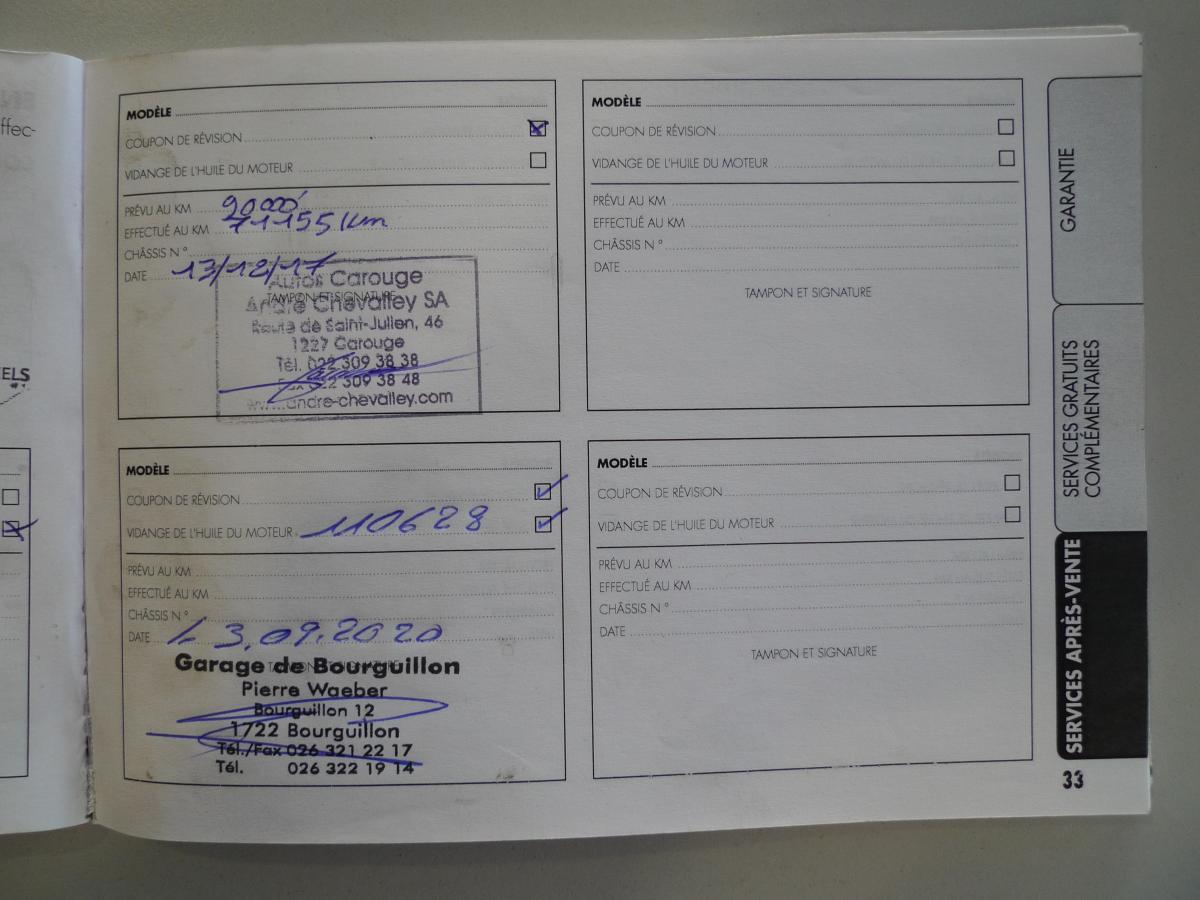 ffec-
ELS
MODÈLE
COUPON DE RÉVISION
VIDANGE DE L'HUILE DU MOTEUR
PRÉVU AU KM 90000
EFFECTUÉ AU KM 71155 Km
CHÂSSIS N°
DATE 13/12/17
TAMPON ET SIGNATURE
Autos Carouge
André Chevalley SA
Route de Saint-Julien, 46
1227 Carouge
Tél. 022 309 38 38
Fax 022 309 38 48
www.andre-chevalley.com
MODÈLE
COUPON DE RÉVISION
VIDANGE DE L'HUILE DU MOTEUR
PRÉVU AU KM
EFFECTUÉ AU KM
CHÂSSIS N°
DATE
TAMPON ET SIGNATURE
MODÈLE
COUPON DE RÉVISION
VIDANGE DE L'HUILE DU MOTEUR 110628
PRÉVU AU KM
EFFECTUÉ AU KM
CHÂSSIS N°
DATE 1-3.09.2020
TAMPON ET SIGNATURE
Garage de Bourguillon
Pierre Waeber
Bourguillon 12
1722 Bourguillon
Tél./Fax 026 321 22 17
Tél. 026 322 19 14
MODÈLE
COUPON DE RÉVISION
VIDANGE DE L'HUILE DU MOTEUR
PRÉVU AU KM
EFFECTUÉ AU KM
CHÂSSIS N°
DATE
TAMPON ET SIGNATURE
GARANTIE
SERVICES GRATUITS
COMPLÉMENTAIRES
SERVICES APRÈS-VENTE
33